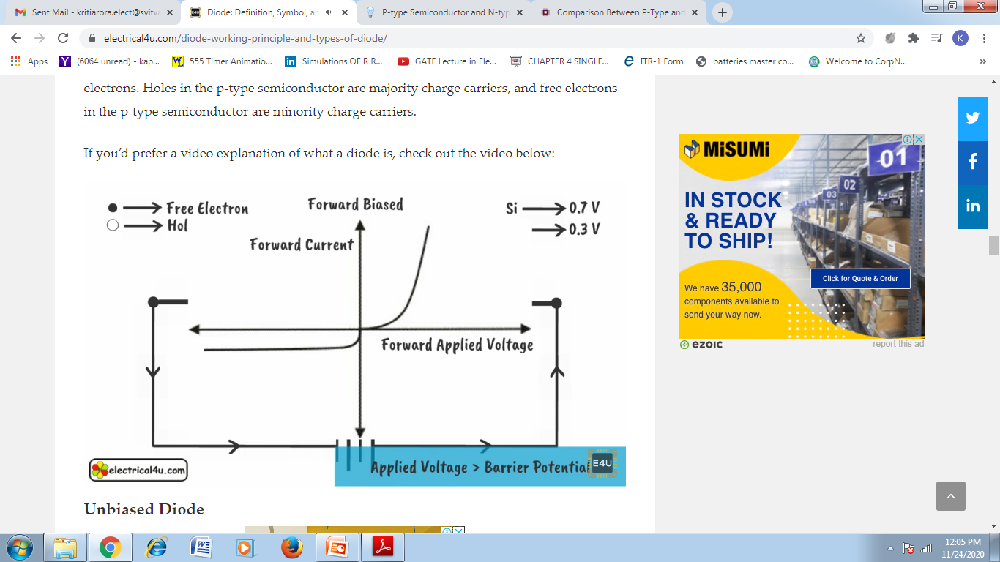 Sent Mail - kritiarora.elect@svitva
Diode: Definition, Symbol, an
P-type Semiconductor and N-typ
Comparison Between P-Type and
electrical4u.com/diode-working-principle-and-types-of-diode/
K
Apps
(6064 unread) - kap...
555 Timer Animatio...
Simulations OF R R...
GATE Lecture in Ele...
CHAPTER 4 SINGLE...
ITR-1 Form
batteries master co...
Welcome to CorpN...
»
electrons. Holes in the p-type semiconductor are majority charge carriers, and free electrons
in the p-type semiconductor are minority charge carriers.
If you’d prefer a video explanation of what a diode is, check out the video below:
Free Electron
Hol
Forward Biased
Si 0.7 V
0.3 V
Forward Current
Forward Applied Voltage
Applied Voltage > Barrier Potential
E4U
electrical4u.com
Unbiased Diode
MiSUMi
IN STOCK
& READY
TO SHIP!
We have 35,000
components available to
send your way now.
Click for Quote & Order
01
02
03
ezoic
report this ad
12:05 PM
11/24/2020